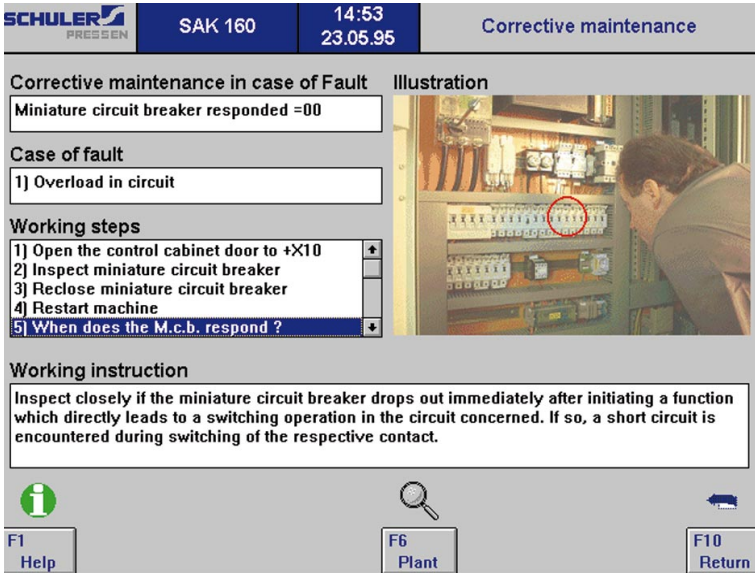 SCHULER
PRESSEN
SAK 160
14:53
23.05.95
Corrective maintenance
Corrective maintenance in case of Fault
Illustration
Miniature circuit breaker responded =00
Case of fault
1) Overload in circuit
Working steps
1) Open the control cabinet door to +X10
2) Inspect miniature circuit breaker
3) Reclose miniature circuit breaker
4) Restart machine
5) When does the M.c.b. respond ?
Working instruction
Inspect closely if the miniature circuit breaker drops out immediately after initiating a function
which directly leads to a switching operation in the circuit concerned. If so, a short circuit is
encountered during switching of the respective contact.
F1
Help
F6
Plant
F10
Return